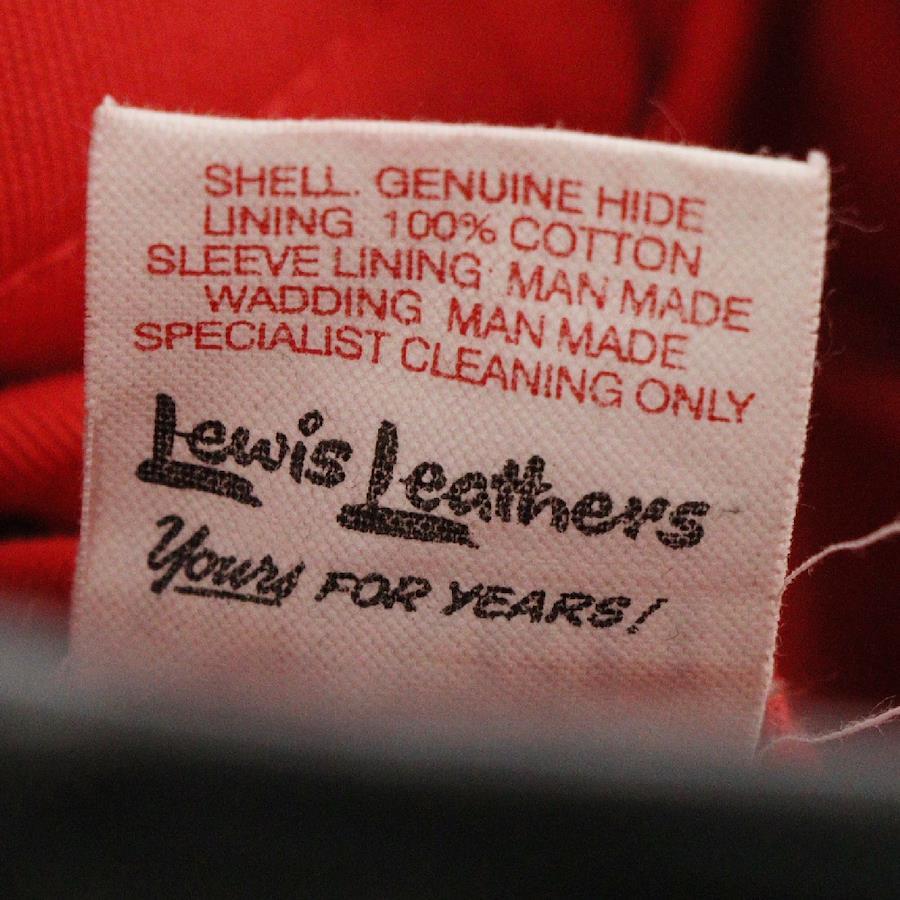 SHELL. GENUINE HIDE
LINING 100% COTTON
SLEEVE LINING MAN MADE
WADDING MAN MADE
SPECIALIST CLEANING ONLY
Lewis Leathers
Yours FOR YEARS!